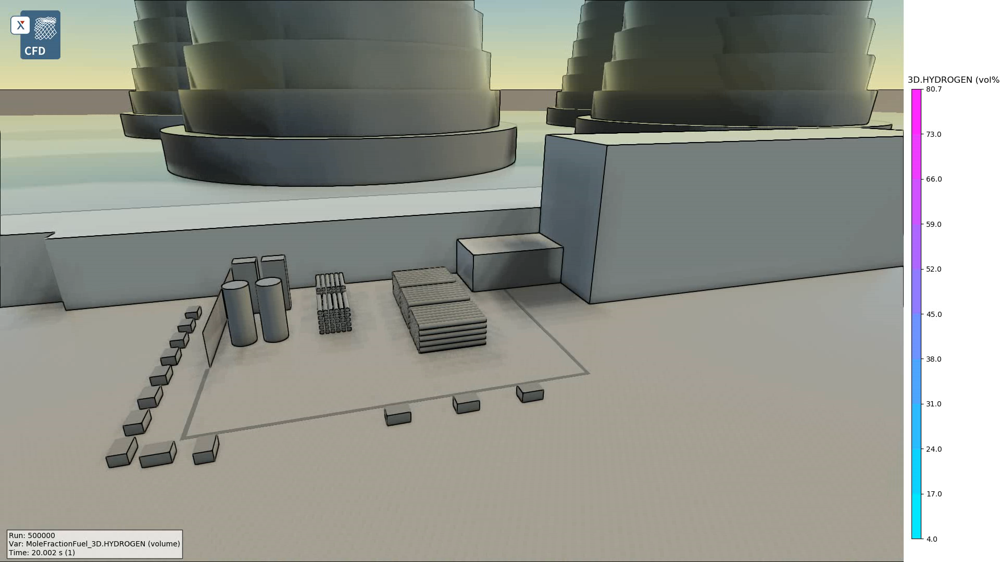 X
CFD
3D.HYDROGEN (vol%
80.7
73.0
66.0
59.0
52.0
45.0
38.0
31.0
24.0
17.0
4.0
Run: 500000
Var: MoleFractionFuel_3D.HYDROGEN (volume)
Time: 20.002 s (1)